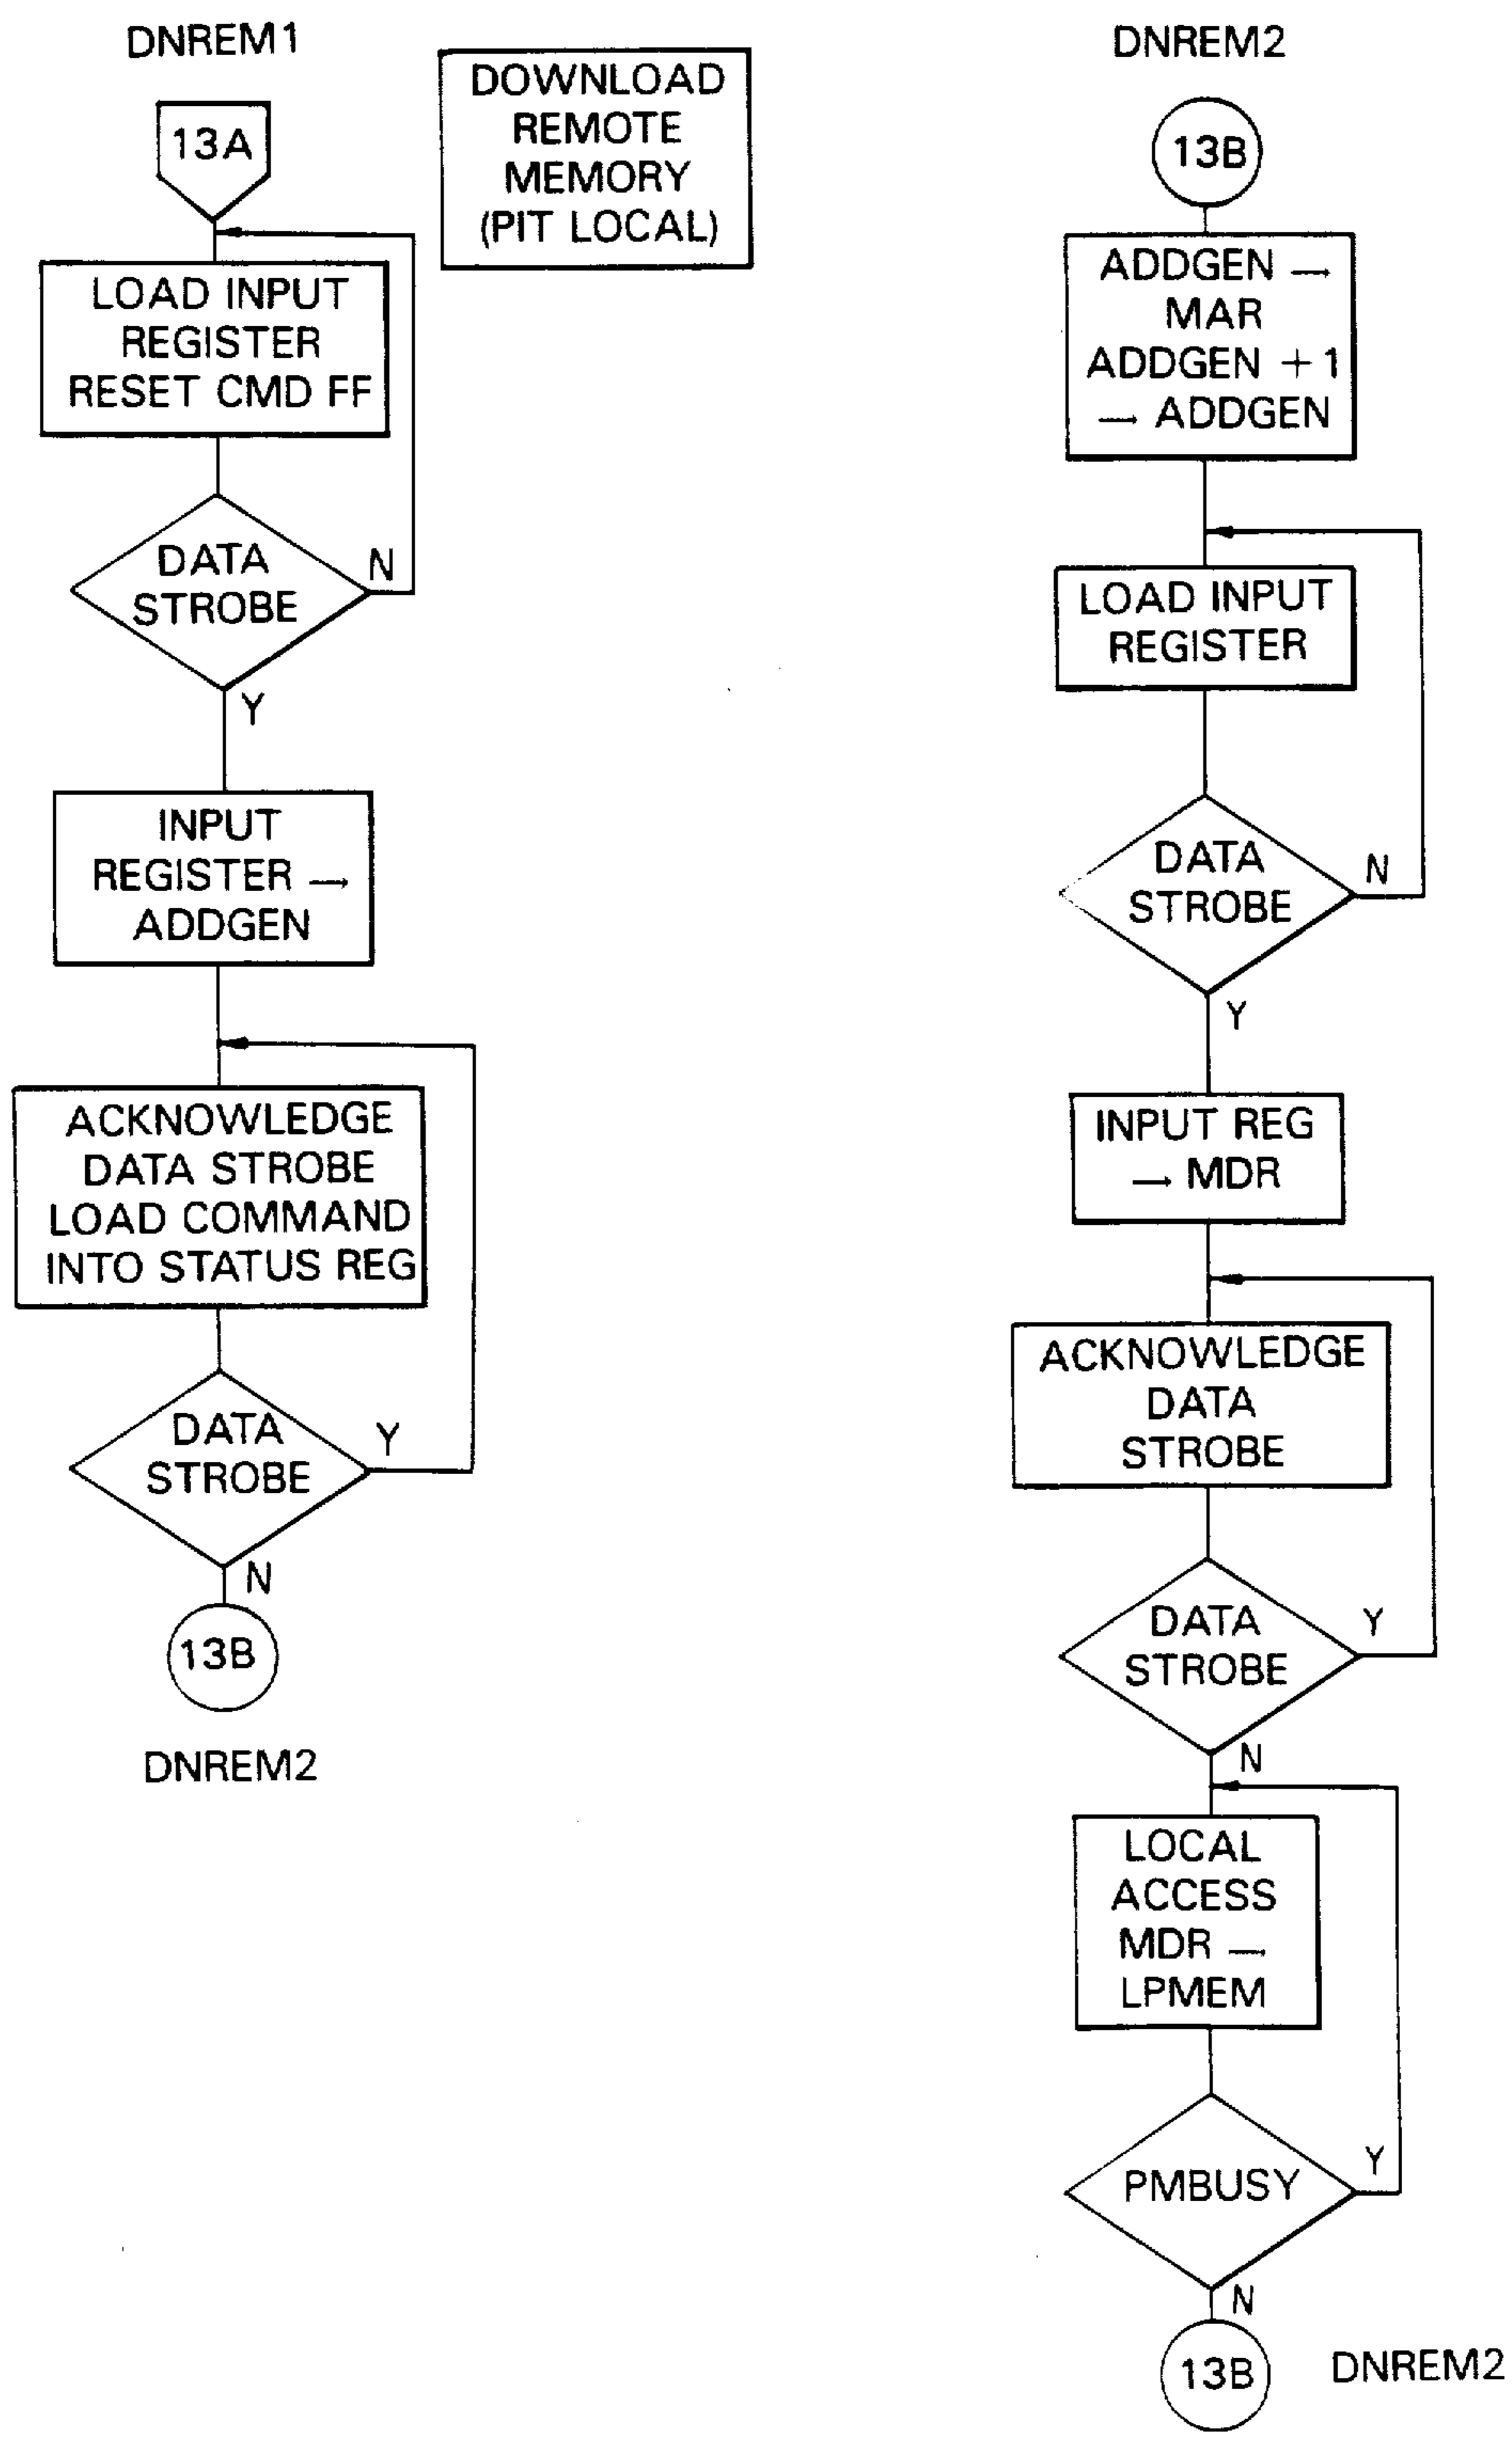 DNREM1
13A
DOWNLOAD
REMOTE
MEMORY
(PIT LOCAL)
LOAD INPUT
REGISTER
RESET CMD FF
DATA
STROBE
N
Y
INPUT
REGISTER →
ADDGEN
ACKNOWLEDGE
DATA STROBE
LOAD COMMAND
INTO STATUS REG
DATA
STROBE
Y
N
13B
DNREM2
DNREM2
13B
ADDGEN →
MAR
ADDGEN + 1
→ ADDGEN
LOAD INPUT
REGISTER
DATA
STROBE
N
Y
INPUT REG
→ MDR
ACKNOWLEDGE
DATA
STROBE
DATA
STROBE
Y
N
LOCAL
ACCESS
MDR →
LPMEM
PMBUSY
Y
N
13B
DNREM2